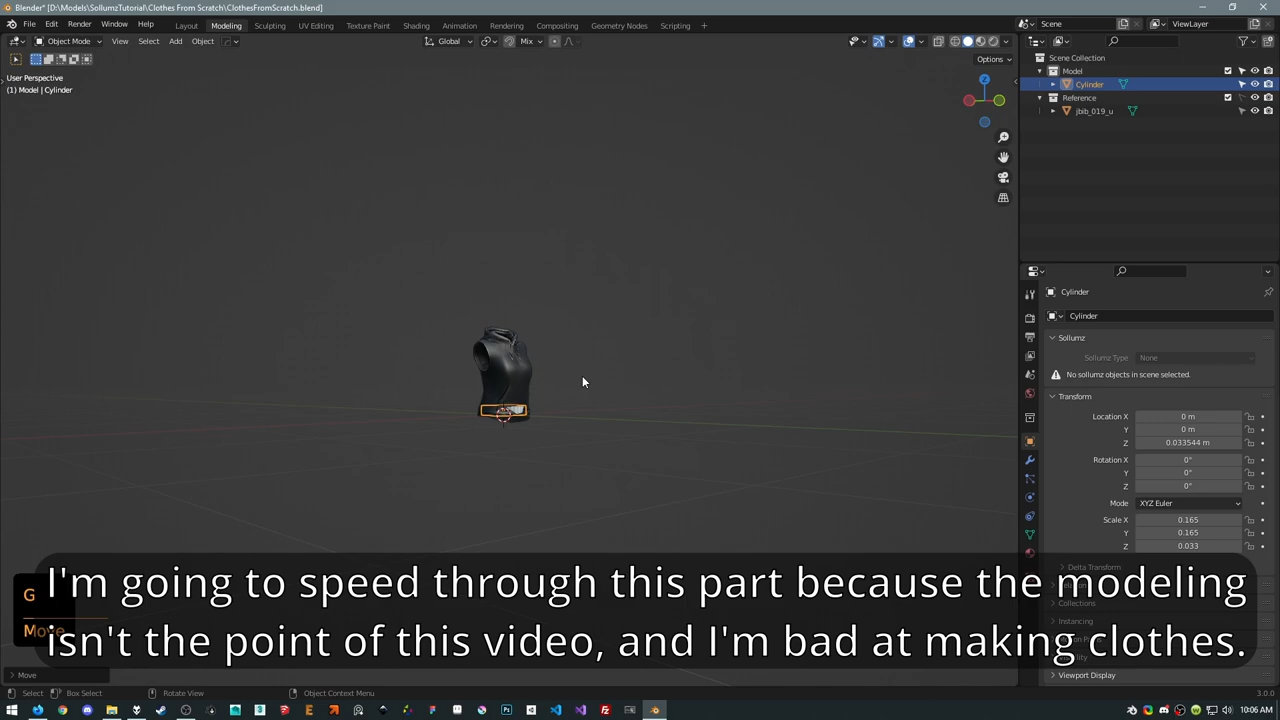 Blender* [D:\Models\SollumzTutorial\Clothes From Scratch\ClothesFromScratch.blend]
File Edit Render Window Help Layout Modeling Sculpting UV Editing Texture Paint Shading Animation Rendering Compositing Geometry Nodes Scripting + Scene ViewLayer
Object Mode View Select Add Object Global Mix
Options
User Perspective
(1) Model | Cylinder
Z
Scene Collection
Model
Cylinder
Reference
jbib_019_u
Cylinder
Cylinder
Sollumz
Sollumz Type None
No sollumz objects in scene selected.
Transform
Location X 0 m
Y 0 m
Z 0.033544 m
Rotation X 0°
Y 0°
Z 0°
Mode XYZ Euler
Scale X 0.165
Y 0.165
Z 0.033
Delta Transform
Collections
Instancing
Viewport Display
G
Move
I'm going to speed through this part because the modeling
isn't the point of this video, and I'm bad at making clothes.
Move
Select Box Select Rotate View Object Context Menu 3.0.0
10:06 AM